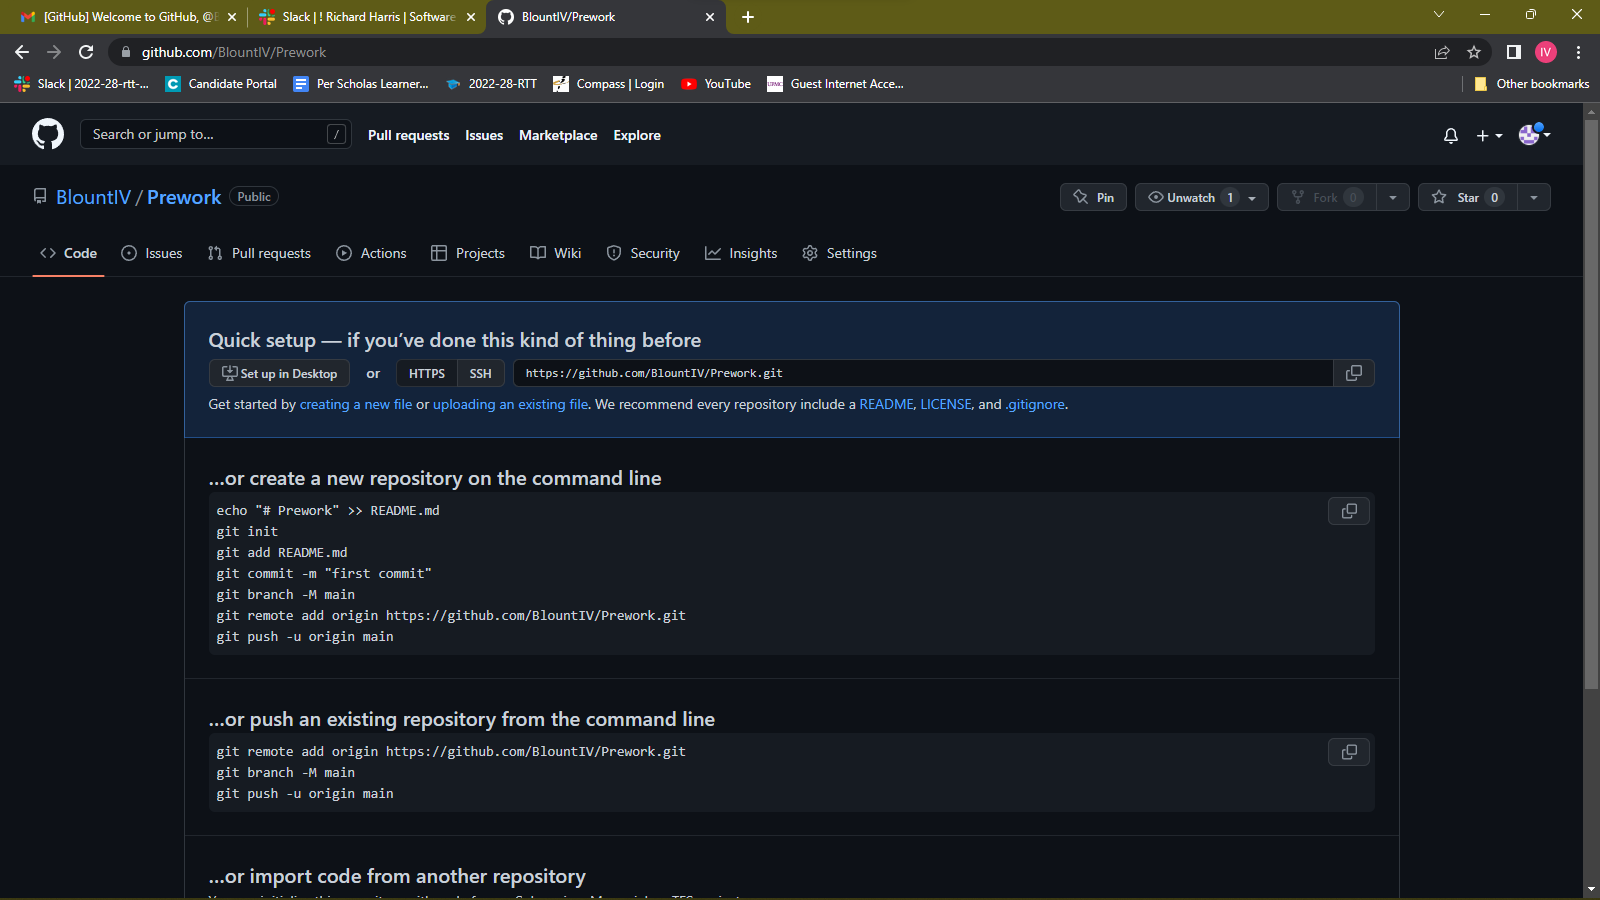 [GitHub] Welcome to GitHub, @
Slack | ! Richard Harris | Software
BlountIV/Prework
github.com/BlountIV/Prework
IV
Slack | 2022-28-rtt-...
Candidate Portal
Per Scholas Learner...
2022-28-RTT
Compass | Login
YouTube
UPMC
Guest Internet Acce...
Other bookmarks
Search or jump to...
/
Pull requests
Issues
Marketplace
Explore
BlountIV / Prework
Public
Pin
Unwatch 1
Fork 0
Star 0
Code
Issues
Pull requests
Actions
Projects
Wiki
Security
Insights
Settings
Quick setup — if you’ve done this kind of thing before
Set up in Desktop or HTTPS SSH https://github.com/BlountIV/Prework.git
Get started by creating a new file or uploading an existing file. We recommend every repository include a README, LICENSE, and .gitignore.
…or create a new repository on the command line
echo "# Prework" >> README.md
git init
git add README.md
git commit -m "first commit"
git branch -M main
git remote add origin https://github.com/BlountIV/Prework.git
git push -u origin main
…or push an existing repository from the command line
git remote add origin https://github.com/BlountIV/Prework.git
git branch -M main
git push -u origin main
…or import code from another repository